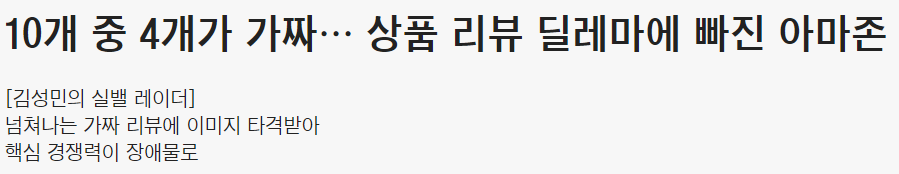 10개 중 4개가 가짜… 상품 리뷰 딜레마에 빠진 아마존
[김성민의 실밸 레이더]
넘쳐나는 가짜 리뷰에 이미지 타격받아
핵심 경쟁력이 장애물로